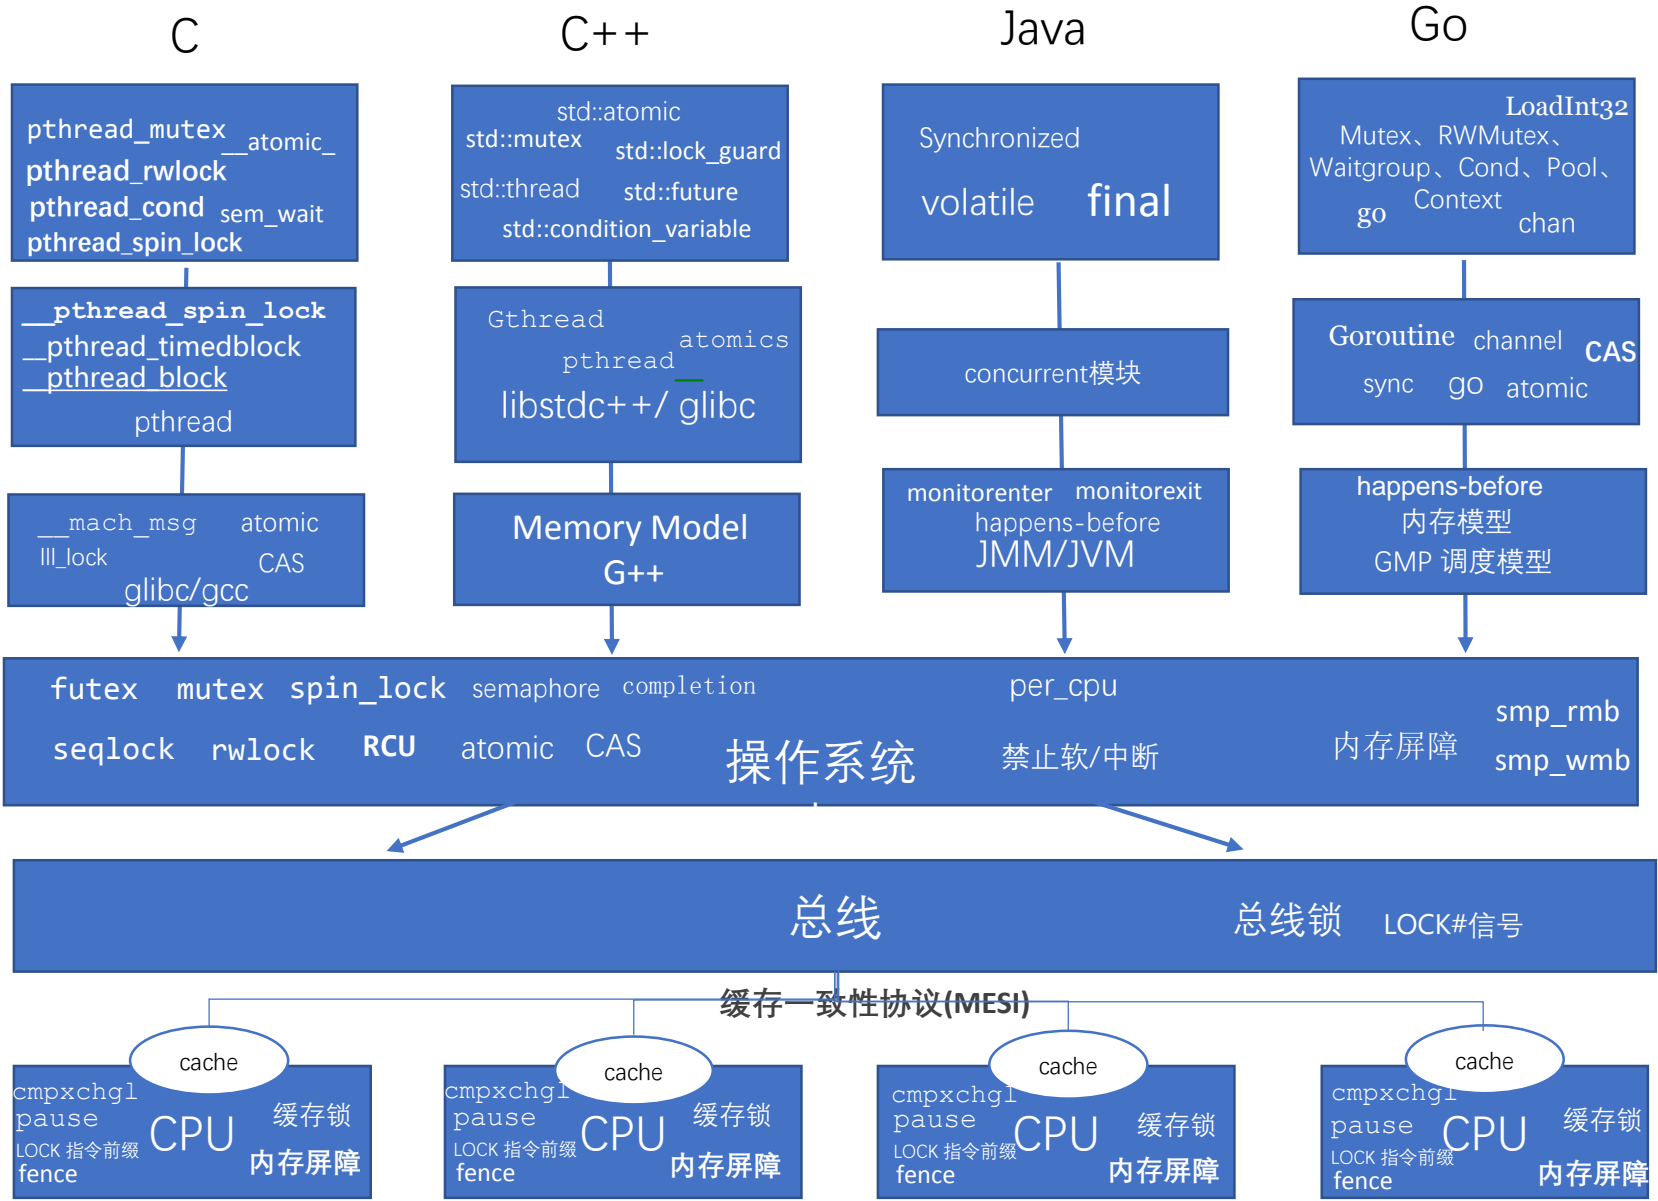 C
C++
Java
Go
pthread_mutex
__atomic_
pthread_rwlock
pthread_cond
sem_wait
pthread_spin_lock
std::atomic
std::mutex
std::lock_guard
std::thread
std::future
std::condition_variable
Synchronized
volatile
final
LoadInt32
Mutex、RWMutex、
Waitgroup、Cond、Pool、
Context
go
chan
__pthread_spin_lock
__pthread_timedblock
__pthread_block
pthread
Gthread
atomics
pthread__
libstdc++/ glibc
concurrent模块
Goroutine
channel
CAS
sync
go
atomic
__mach_msg
atomic
lll_lock
CAS
glibc/gcc
Memory Model
G++
monitorenter
monitorexit
happens-before
JMM/JVM
happens-before
内存模型
GMP 调度模型
futex
mutex
spin_lock
semaphore
completion
per_cpu
smp_rmb
seqlock
rwlock
RCU
atomic
CAS
操作系统
禁止软/中断
内存屏障
smp_wmb
总线
总线锁
LOCK#信号
缓存一致性协议(MESI)
cache
cmpxchgl
pause
CPU
缓存锁
LOCK 指令前缀
fence
内存屏障
cache
cmpxchgl
pause
CPU
缓存锁
LOCK 指令前缀
fence
内存屏障
cache
cmpxchgl
pause
CPU
缓存锁
LOCK 指令前缀
fence
内存屏障
cache
cmpxchgl
pause
CPU
缓存锁
LOCK 指令前缀
fence
内存屏障